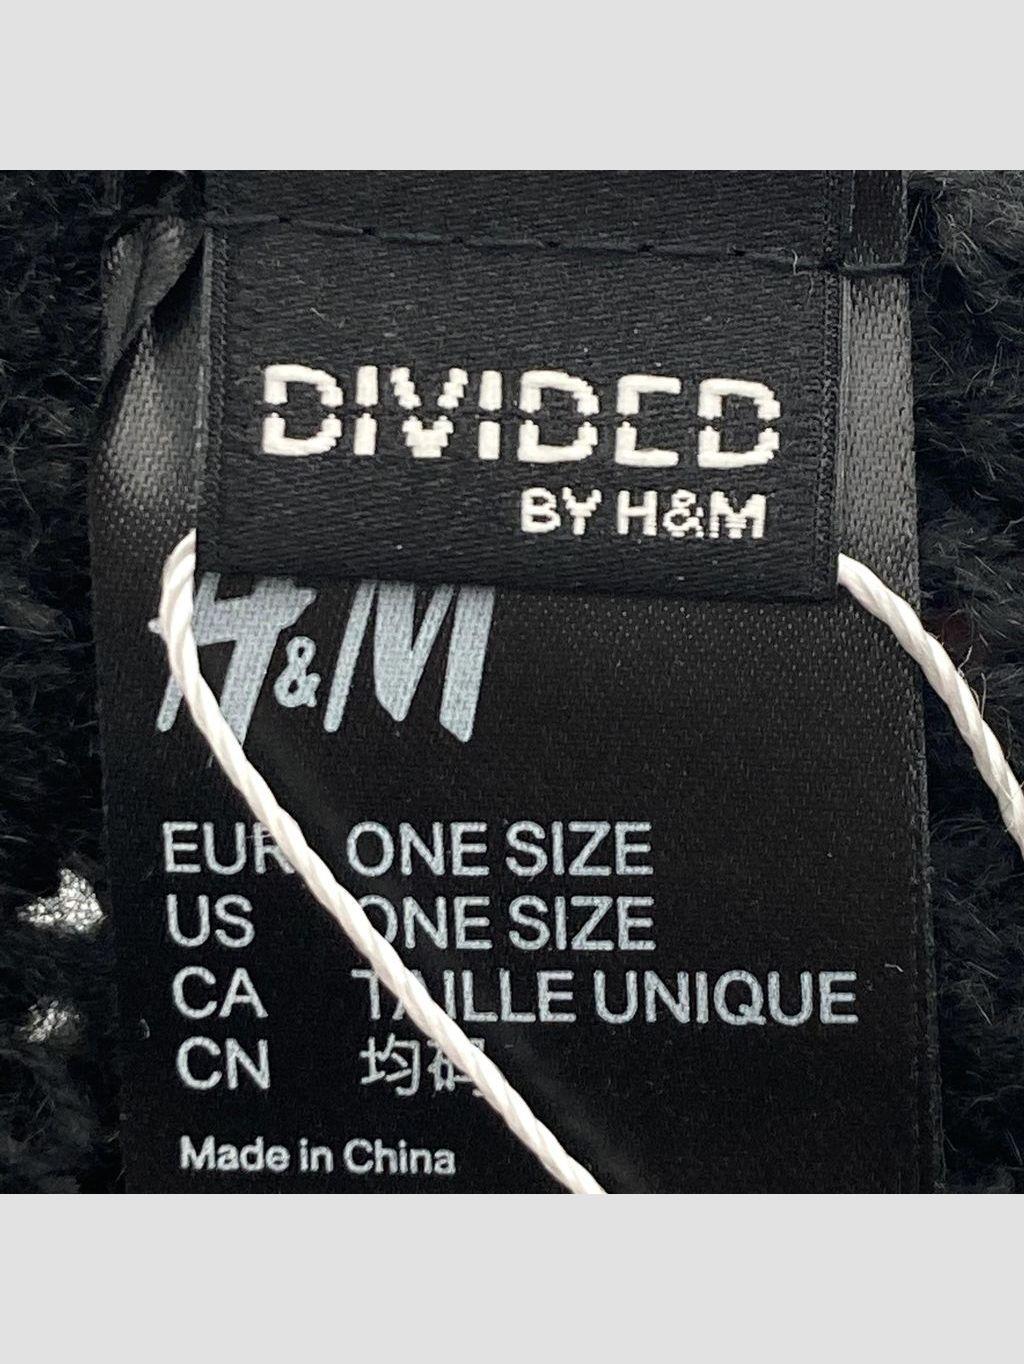 DIVIDED
BY H&M
H&M
EUR ONE SIZE
US ONE SIZE
CA TAILLE UNIQUE
CN 均码
Made in China